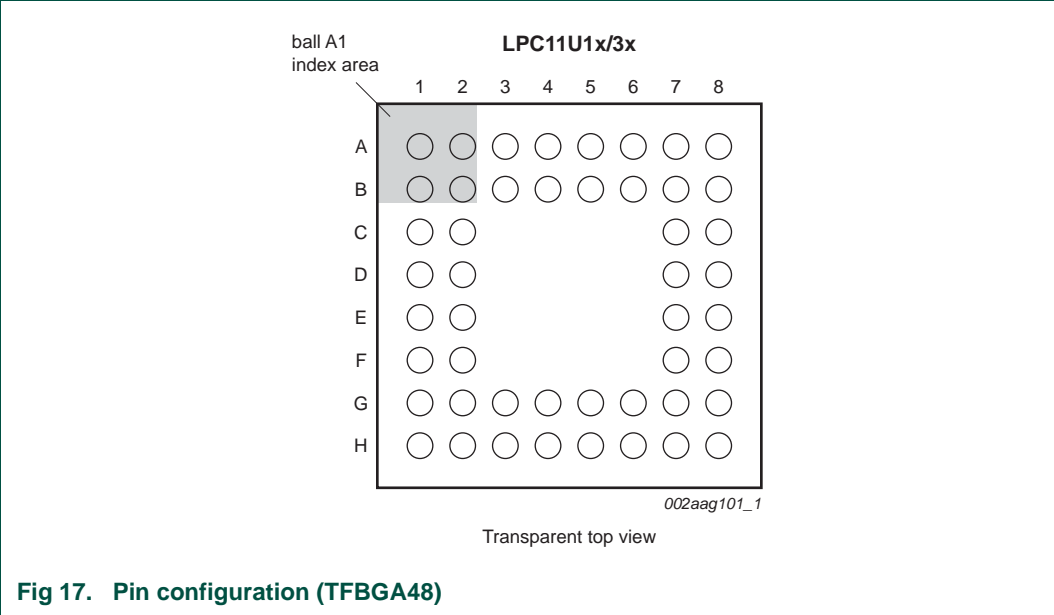 ball A1
index area
LPC11U1x/3x
1 2 3 4 5 6 7 8
A
B
C
D
E
F
G
H
002aag101_1
Transparent top view
Fig 17. Pin configuration (TFBGA48)